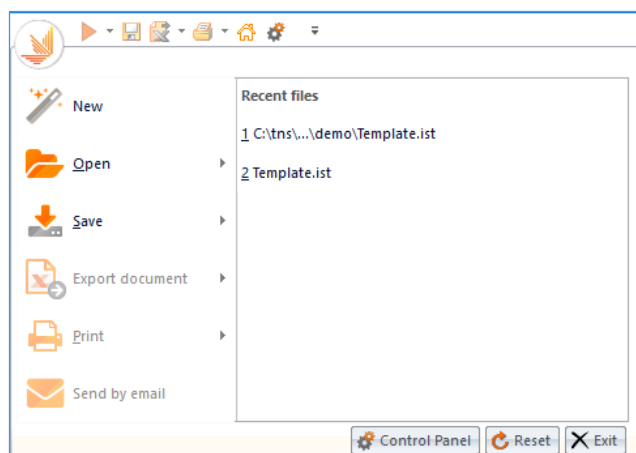 New
Open
Save
Export document
Print
Send by email
Recent files
1 C:\tns\...\demo\Template.ist
2 Template.ist
Control Panel
Reset
Exit